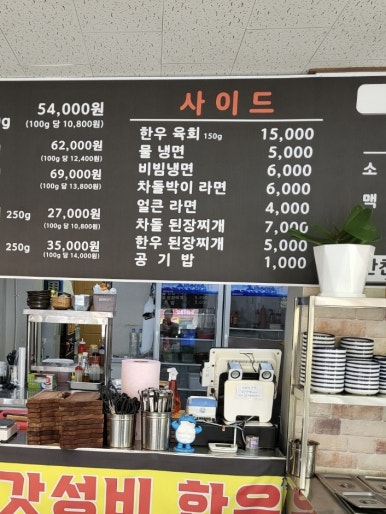 54,000원
0g (100g 당 10,800원)
62,000원
(100g 당 12,400원)
69,000원
(100g 당 13,800원)
250g 27,000원
(100g 당 10,800원)
250g 35,000원
(100g 당 14,000원)
사이드
한우 육회 150g 15,000
물 냉면 5,000
비빔냉면 6,000
차돌박이 라면 6,000
얼큰 라면 4,000
차돌 된장찌개 7,000
한우 된장찌개 5,000
공 기 밥 1,000
소
맥
갓성비 한우